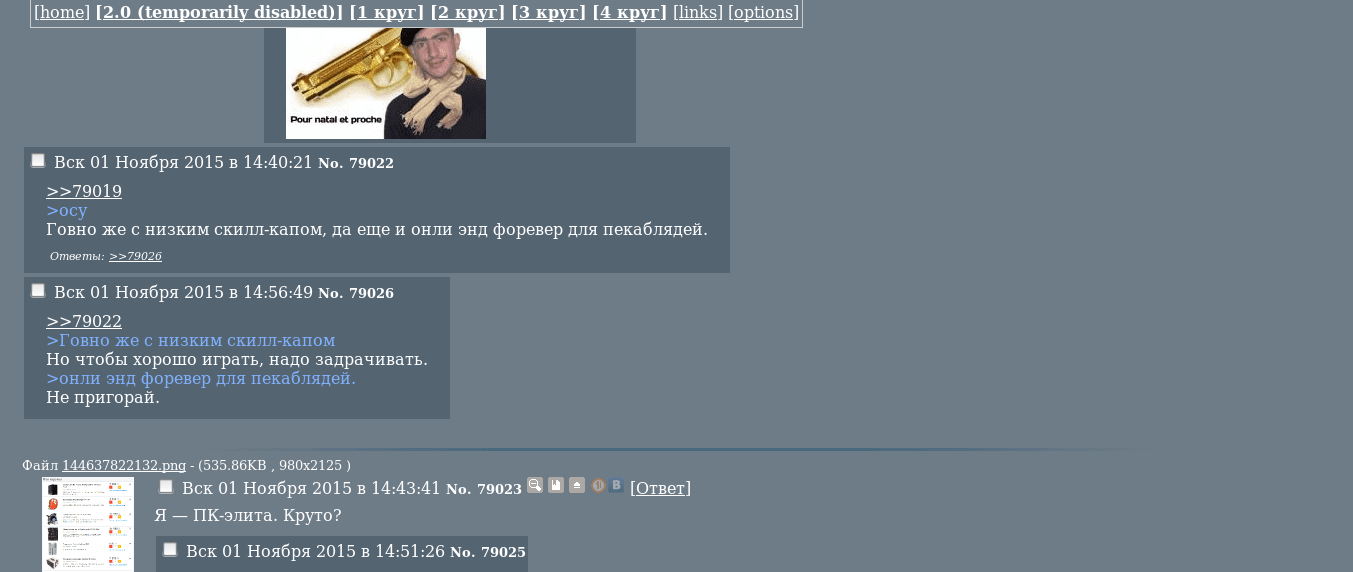 [home] [2.0 (temporarily disabled)] [1 круг] [2 круг] [3 круг] [4 круг] [links] [options]
Pour natal et proche
Вск 01 Ноября 2015 в 14:40:21 No. 79022
>>79019
>осу
Говно же с низким скилл-капом, да еще и онли энд форевер для пекаблядей.
Ответы: >>79026
Вск 01 Ноября 2015 в 14:56:49 No. 79026
>>79022
>Говно же с низким скилл-капом
Но чтобы хорошо играть, надо задрачивать.
>онли энд форевер для пекаблядей.
Не пригорай.
Файл 144637822132.png - (535.86KB , 980x2125 )
Вск 01 Ноября 2015 в 14:43:41 No. 79023 [Ответ]
Я — ПК-элита. Круто?
Вск 01 Ноября 2015 в 14:51:26 No. 79025